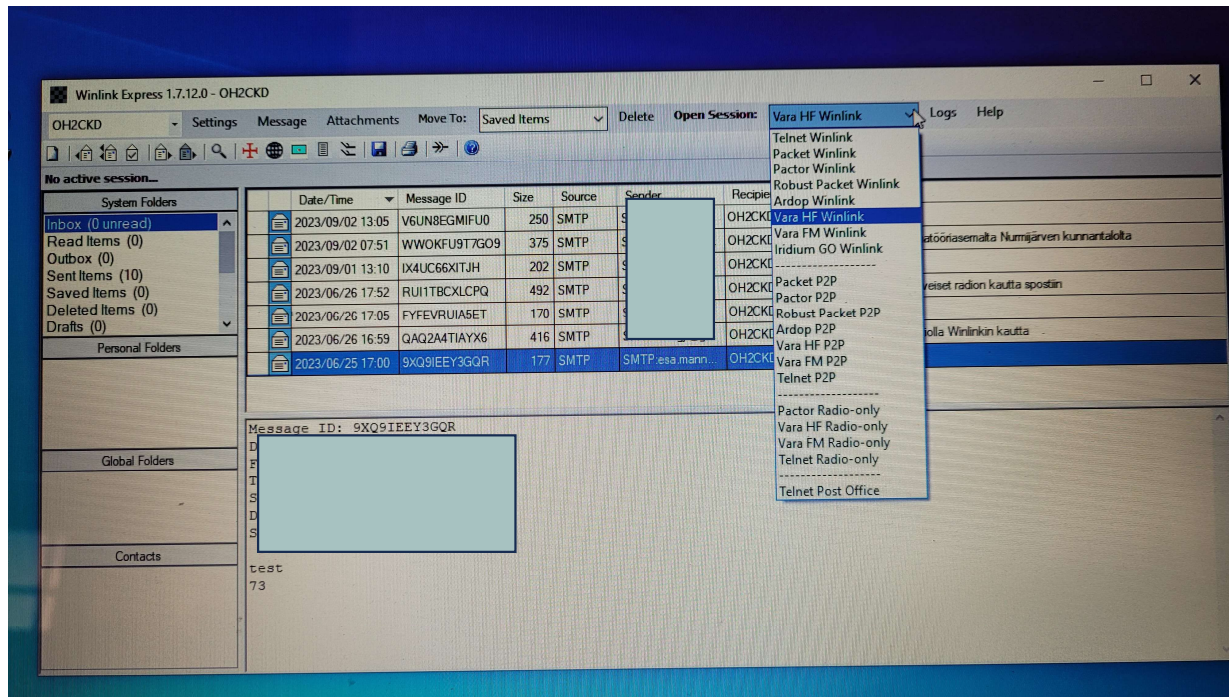 Winlink Express 1.7.12.0 - OH2CKD
OH2CKD Settings Message Attachments Move To: Saved Items Delete Open Session: Vara HF Winlink Logs Help
No active session...
System Folders
Inbox (0 unread)
Read Items (0)
Outbox (0)
Sent Items (10)
Saved Items (0)
Deleted Items (0)
Drafts (0)
Personal Folders
Global Folders
Contacts
Date/Time Message ID Size Source Sender Recipie
2023/09/02 13:05 V6UN8EGMIFU0 250 SMTP S OH2CKD
2023/09/02 07:51 WWOKFU9T7GO9 375 SMTP S OH2CKD atööriasemalta Nurmijärven kunnantalolta
2023/09/01 13:10 IX4UC66XITJH 202 SMTP S OH2CKD
2023/06/26 17:52 RUI1TBCXLCPQ 492 SMTP S OH2CKD veiset radion kautta spostiin
2023/06/26 17:05 FYFEVRUIA5ET 170 SMTP OH2CKD
2023/06/26 16:59 QAQ2A4TIAYX6 416 SMTP S OH2CKD jolla Winlinkin kautta
2023/06/25 17:00 9XQ9IEEY3GQR 177 SMTP SMTP:esa.mann... OH2CKD
Telnet Winlink
Packet Winlink
Pactor Winlink
Robust Packet Winlink
Ardop Winlink
Vara HF Winlink
Vara FM Winlink
Iridium GO Winlink
--------------------
Packet P2P
Pactor P2P
Robust Packet P2P
Ardop P2P
Vara HF P2P
Vara FM P2P
Telnet P2P
--------------------
Pactor Radio-only
Vara HF Radio-only
Vara FM Radio-only
Telnet Radio-only
--------------------
Telnet Post Office
Message ID: 9XQ9IEEY3GQR
D
F
T
S
D
S
test
73